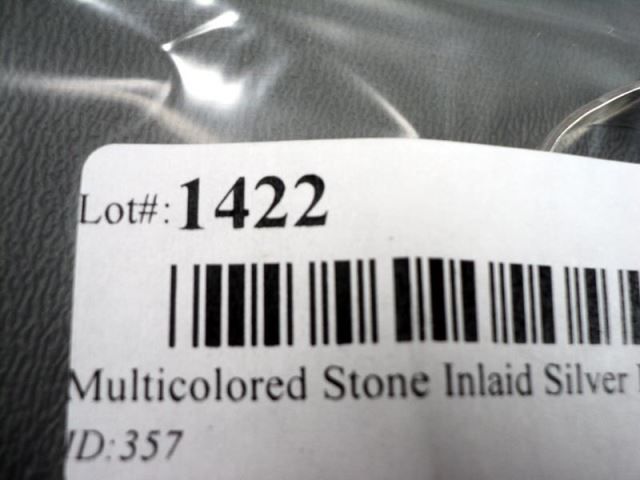 Lot#: 1422
Multicolored Stone Inlaid Silver
ID:357